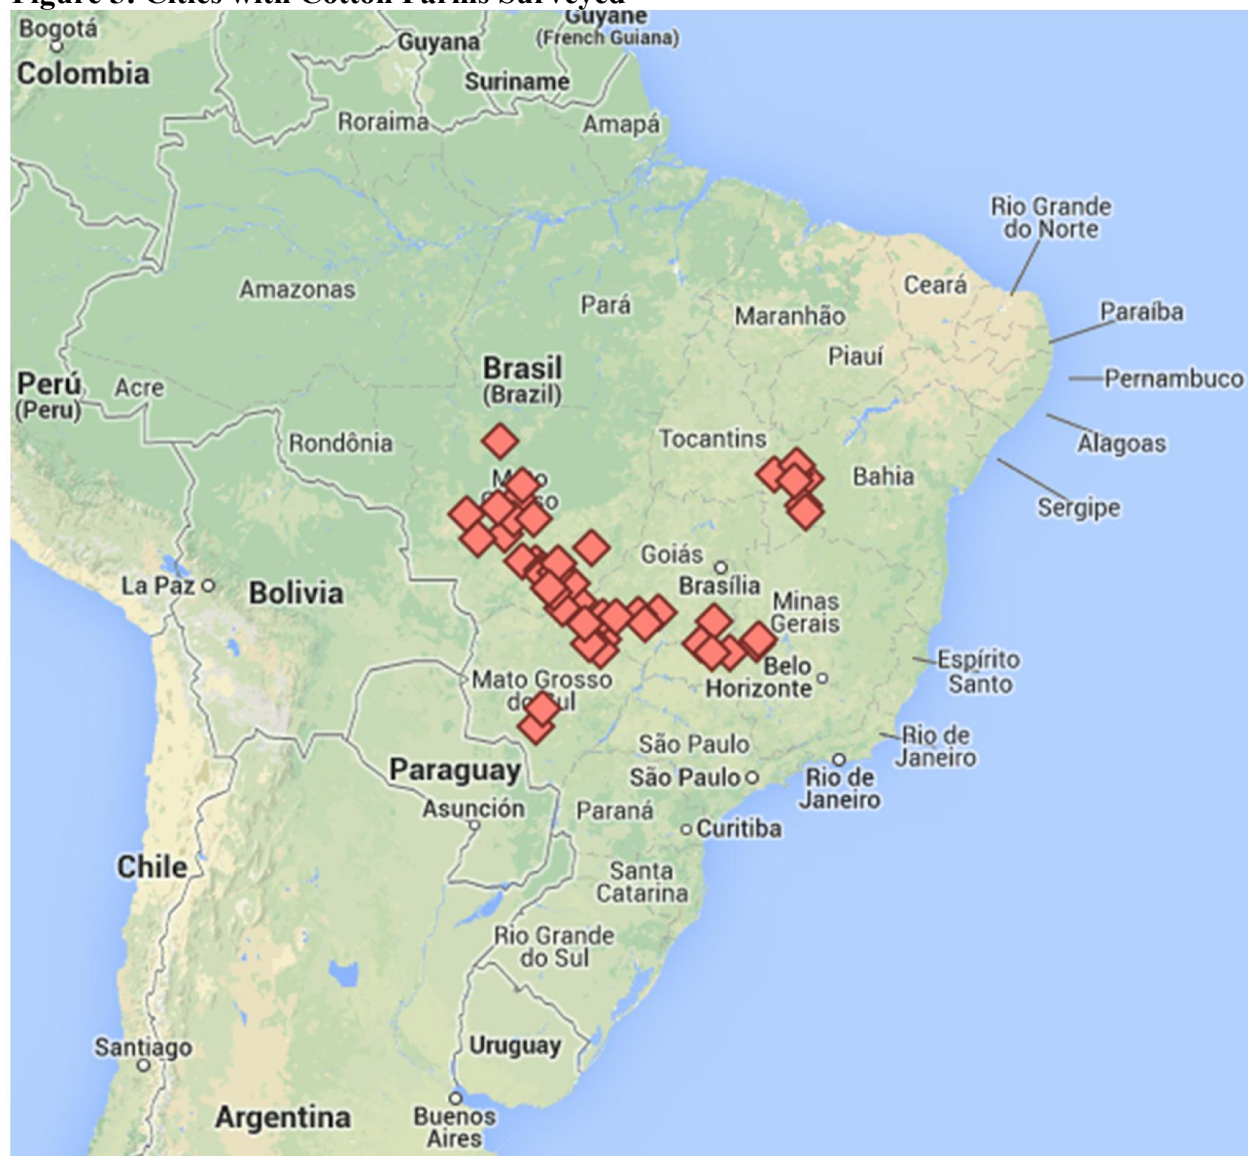 Figure 3: Cities with Cotton Farms Surveyed
Bogotá
Colombia
Guyana
Guyane
(French Guiana)
Suriname
Roraima
Amapá
Rio Grande
do Norte
Amazonas
Pará
Ceará
Maranhão
Paraíba
Piauí
Brasil
(Brazil)
Perú
(Peru)
Acre
Pernambuco
Rondônia
Tocantins
Alagoas
Bahia
Sergipe
Goiás
La Paz
Bolivia
Brasília
Minas
Gerais
Belo
Horizonte
Espírito
Santo
Mato Grosso
São Paulo
Rio de
Janeiro
Paraguay
São Paulo
Rio de
Janeiro
Asunción
Paraná
Curitiba
Chile
Santa
Catarina
Rio Grande
do Sul
Santiago
Uruguay
Argentina
Buenos
Aires